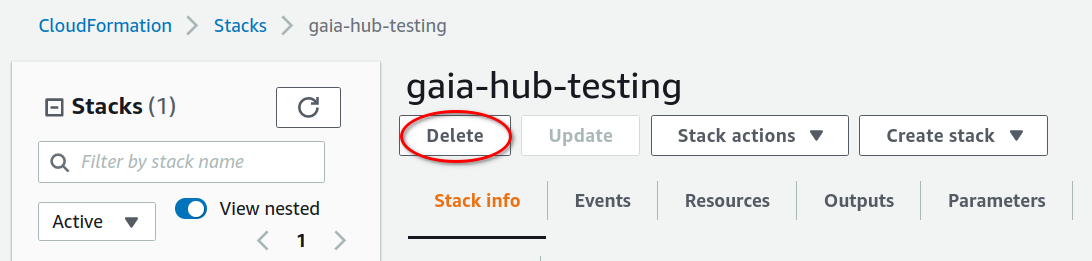 CloudFormation > Stacks > gaia-hub-testing
Stacks (1)
Filter by stack name
Active
View nested
1
gaia-hub-testing
Delete Update Stack actions Create stack
Stack info Events Resources Outputs Parameters